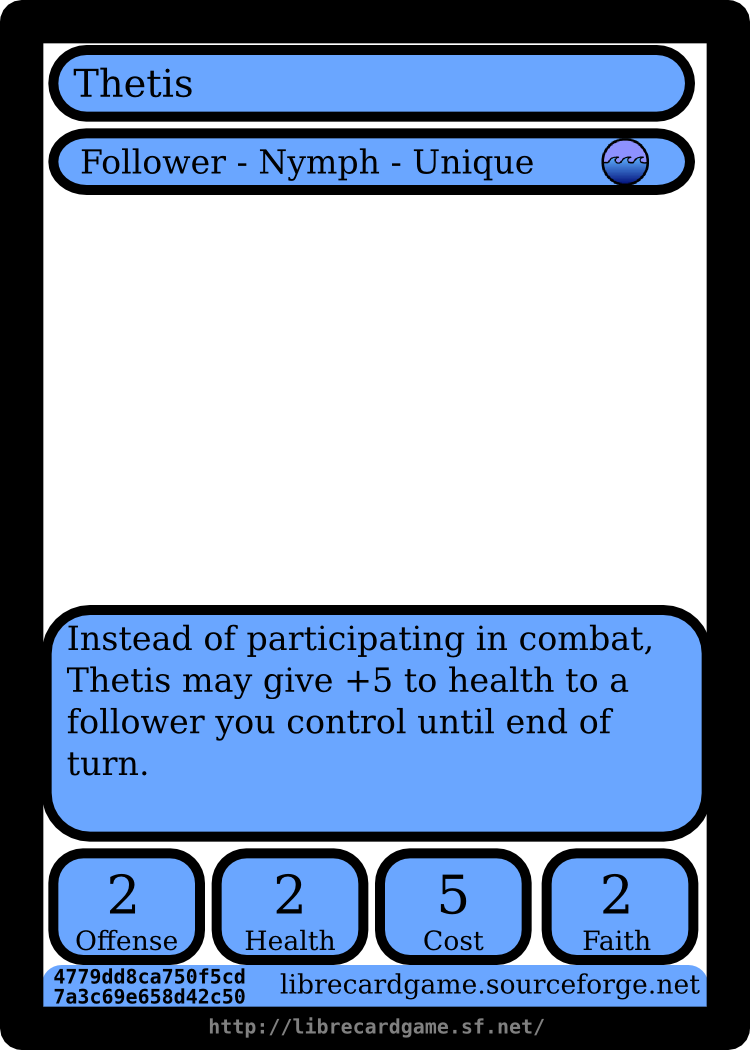 Thetis
Follower - Nymph - Unique
Instead of participating in combat,
Thetis may give +5 to health to a
follower you control until end of
turn.
2
Offense
2
Health
5
Cost
2
Faith
4779dd8ca750f5cd
7a3c69e658d42c50
librecardgame.sourceforge.net
http://librecardgame.sf.net/